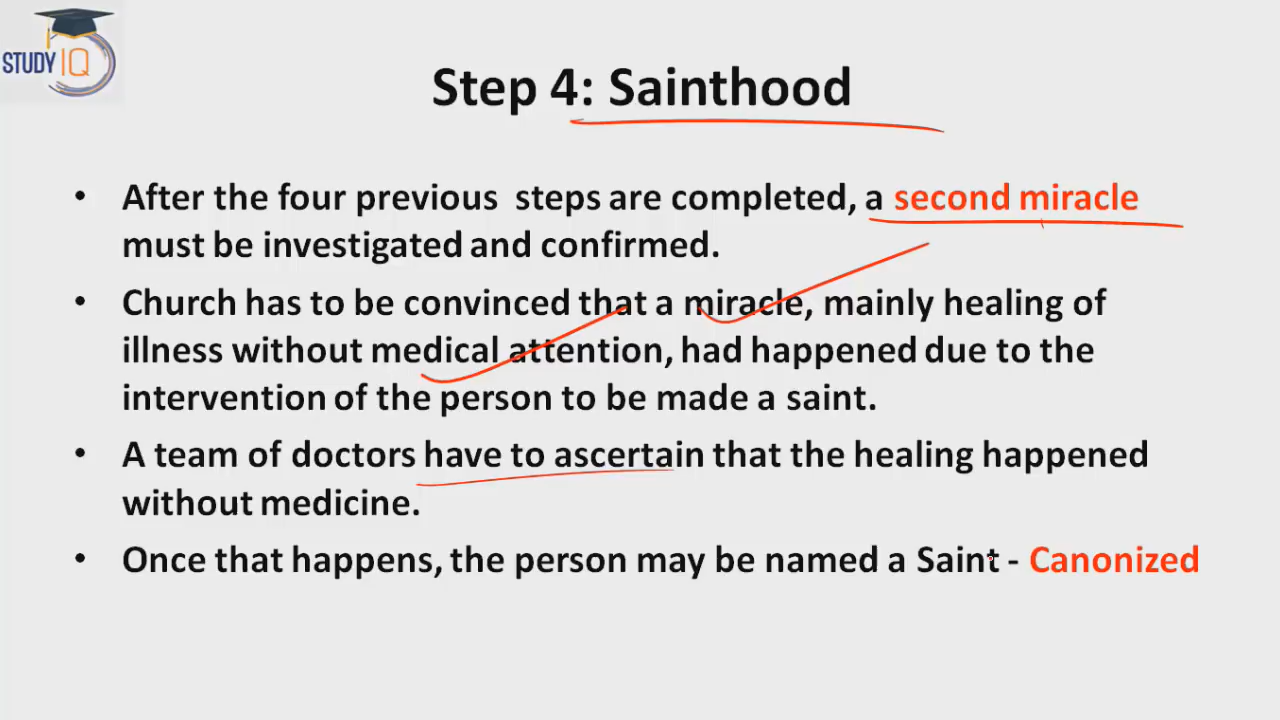 STUDY IQ
Step 4: Sainthood
• After the four previous steps are completed, a second miracle
must be investigated and confirmed.
• Church has to be convinced that a miracle, mainly healing of
illness without medical attention, had happened due to the
intervention of the person to be made a saint.
• A team of doctors have to ascertain that the healing happened
without medicine.
• Once that happens, the person may be named a Saint - Canonized